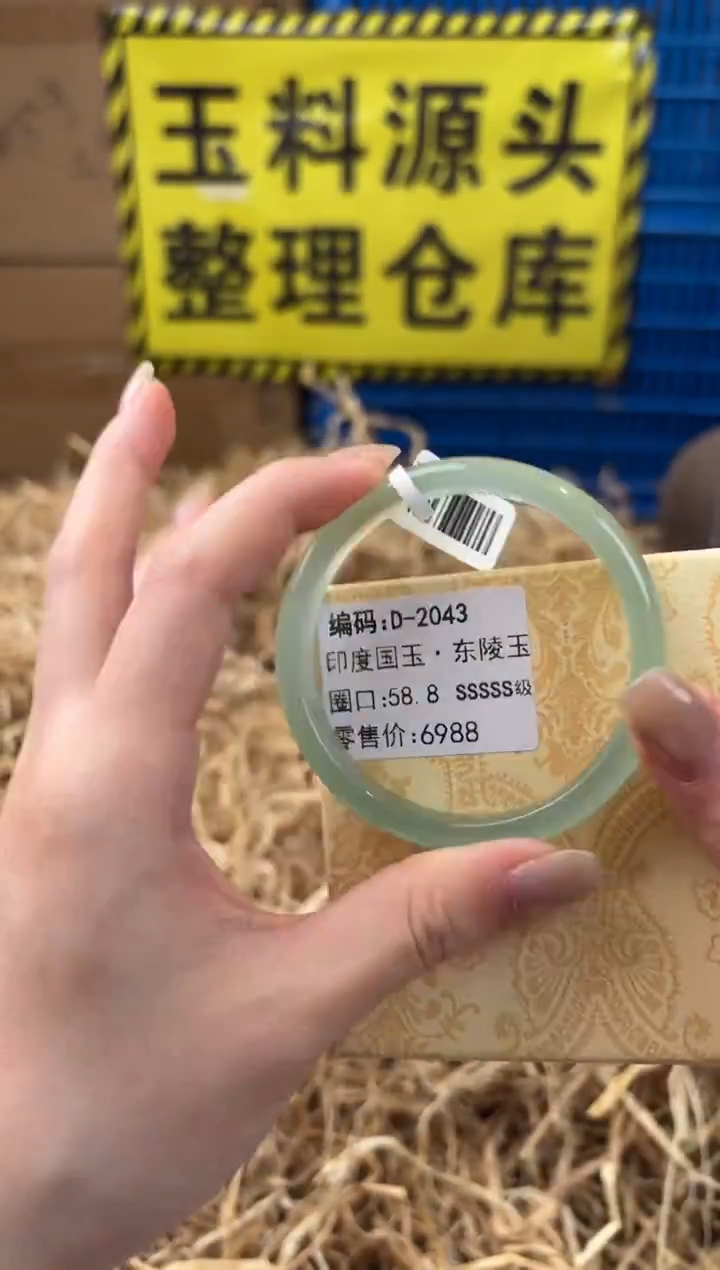 玉料源头
整理仓库
编码:D-2043
印度国玉·东陵玉
圈口:58.8 SSSSS级
零售价:6988